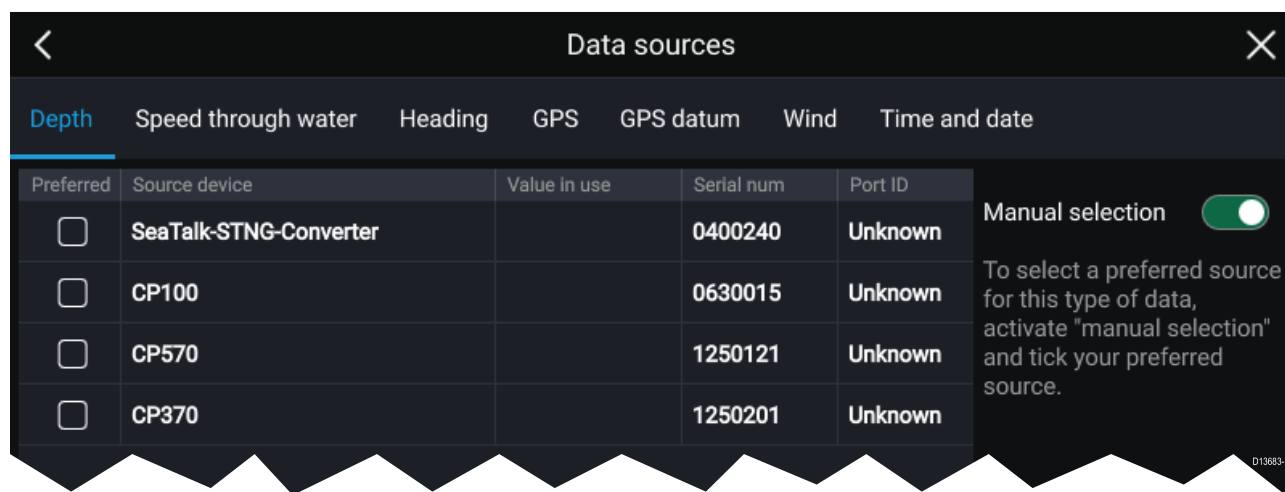 Data sources
Depth Speed through water Heading GPS GPS datum Wind Time and date
Preferred Source device Value in use Serial num Port ID
SeaTalk-STNG-Converter 0400240 Unknown
CP100 0630015 Unknown
CP570 1250121 Unknown
CP370 1250201 Unknown
Manual selection
To select a preferred source
for this type of data,
activate "manual selection"
and tick your preferred
source.
D13683-